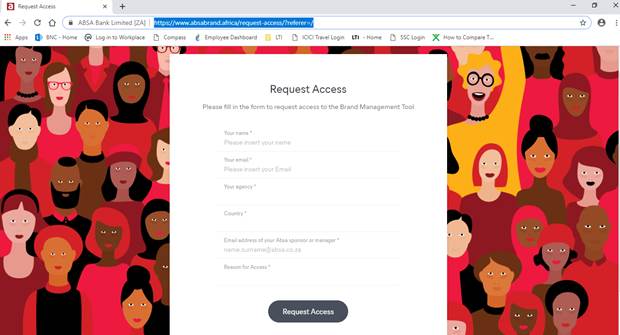 Request Access
ABSA Bank Limited [ZA] | https://www.absabrand.africa/request-access/?referer=/
Apps BNC - Home Log in to Workplace Compass Employee Dashboard LTI LTI - Home ICICI Travel Login SSC Login How to Compare T...
Request Access
Please fill in the form to request access to the Brand Management Tool
Your name *
Please insert your name
Your email *
Please insert your Email
Your agency *
Country *
Email address of your Absa sponsor or manager *
name.surname@absa.co.za
Reason for Access *
Request Access